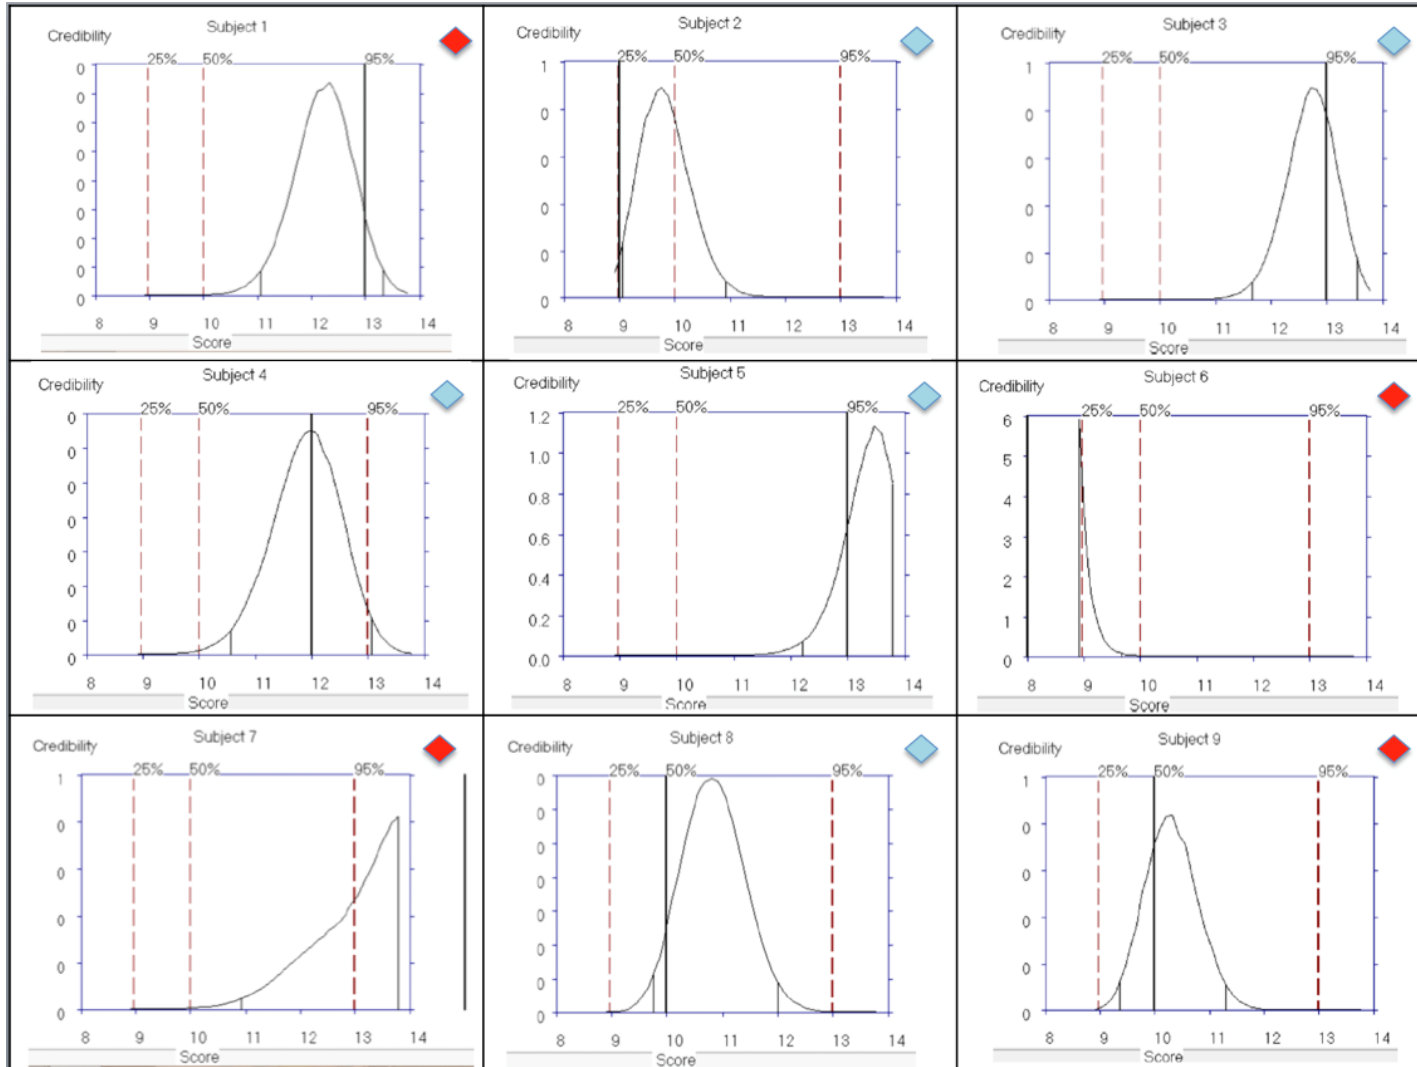 Subject 1
Credibility
25% 50% 95%
0
0
0
0
0
0
0
0
0
8 9 10 11 12 13 14
Score
Subject 2
Credibility
25% 50% 95%
1
0
0
0
0
0
8 9 10 11 12 13 14
Score
Subject 3
Credibility
25% 50% 95%
1
0
0
0
0
0
8 9 10 11 12 13 14
Score
Subject 4
Credibility
25% 50% 95%
0
0
0
0
0
0
0
0
8 9 10 11 12 13 14
Score
Subject 5
Credibility
25% 50% 95%
1.2
1.0
0.8
0.6
0.4
0.2
0.0
8 9 10 11 12 13 14
Score
Subject 6
Credibility
25% 50% 95%
6
5
4
3
2
1
0
8 9 10 11 12 13 14
Score
Subject 7
Credibility
25% 50% 95%
1
0
0
0
0
0
8 9 10 11 12 13 14
Score
Subject 8
Credibility
25% 50% 95%
0
0
0
0
0
0
0
0
8 9 10 11 12 13 14
Score
Subject 9
Credibility
25% 50% 95%
1
0
0
0
0
0
8 9 10 11 12 13 14
Score